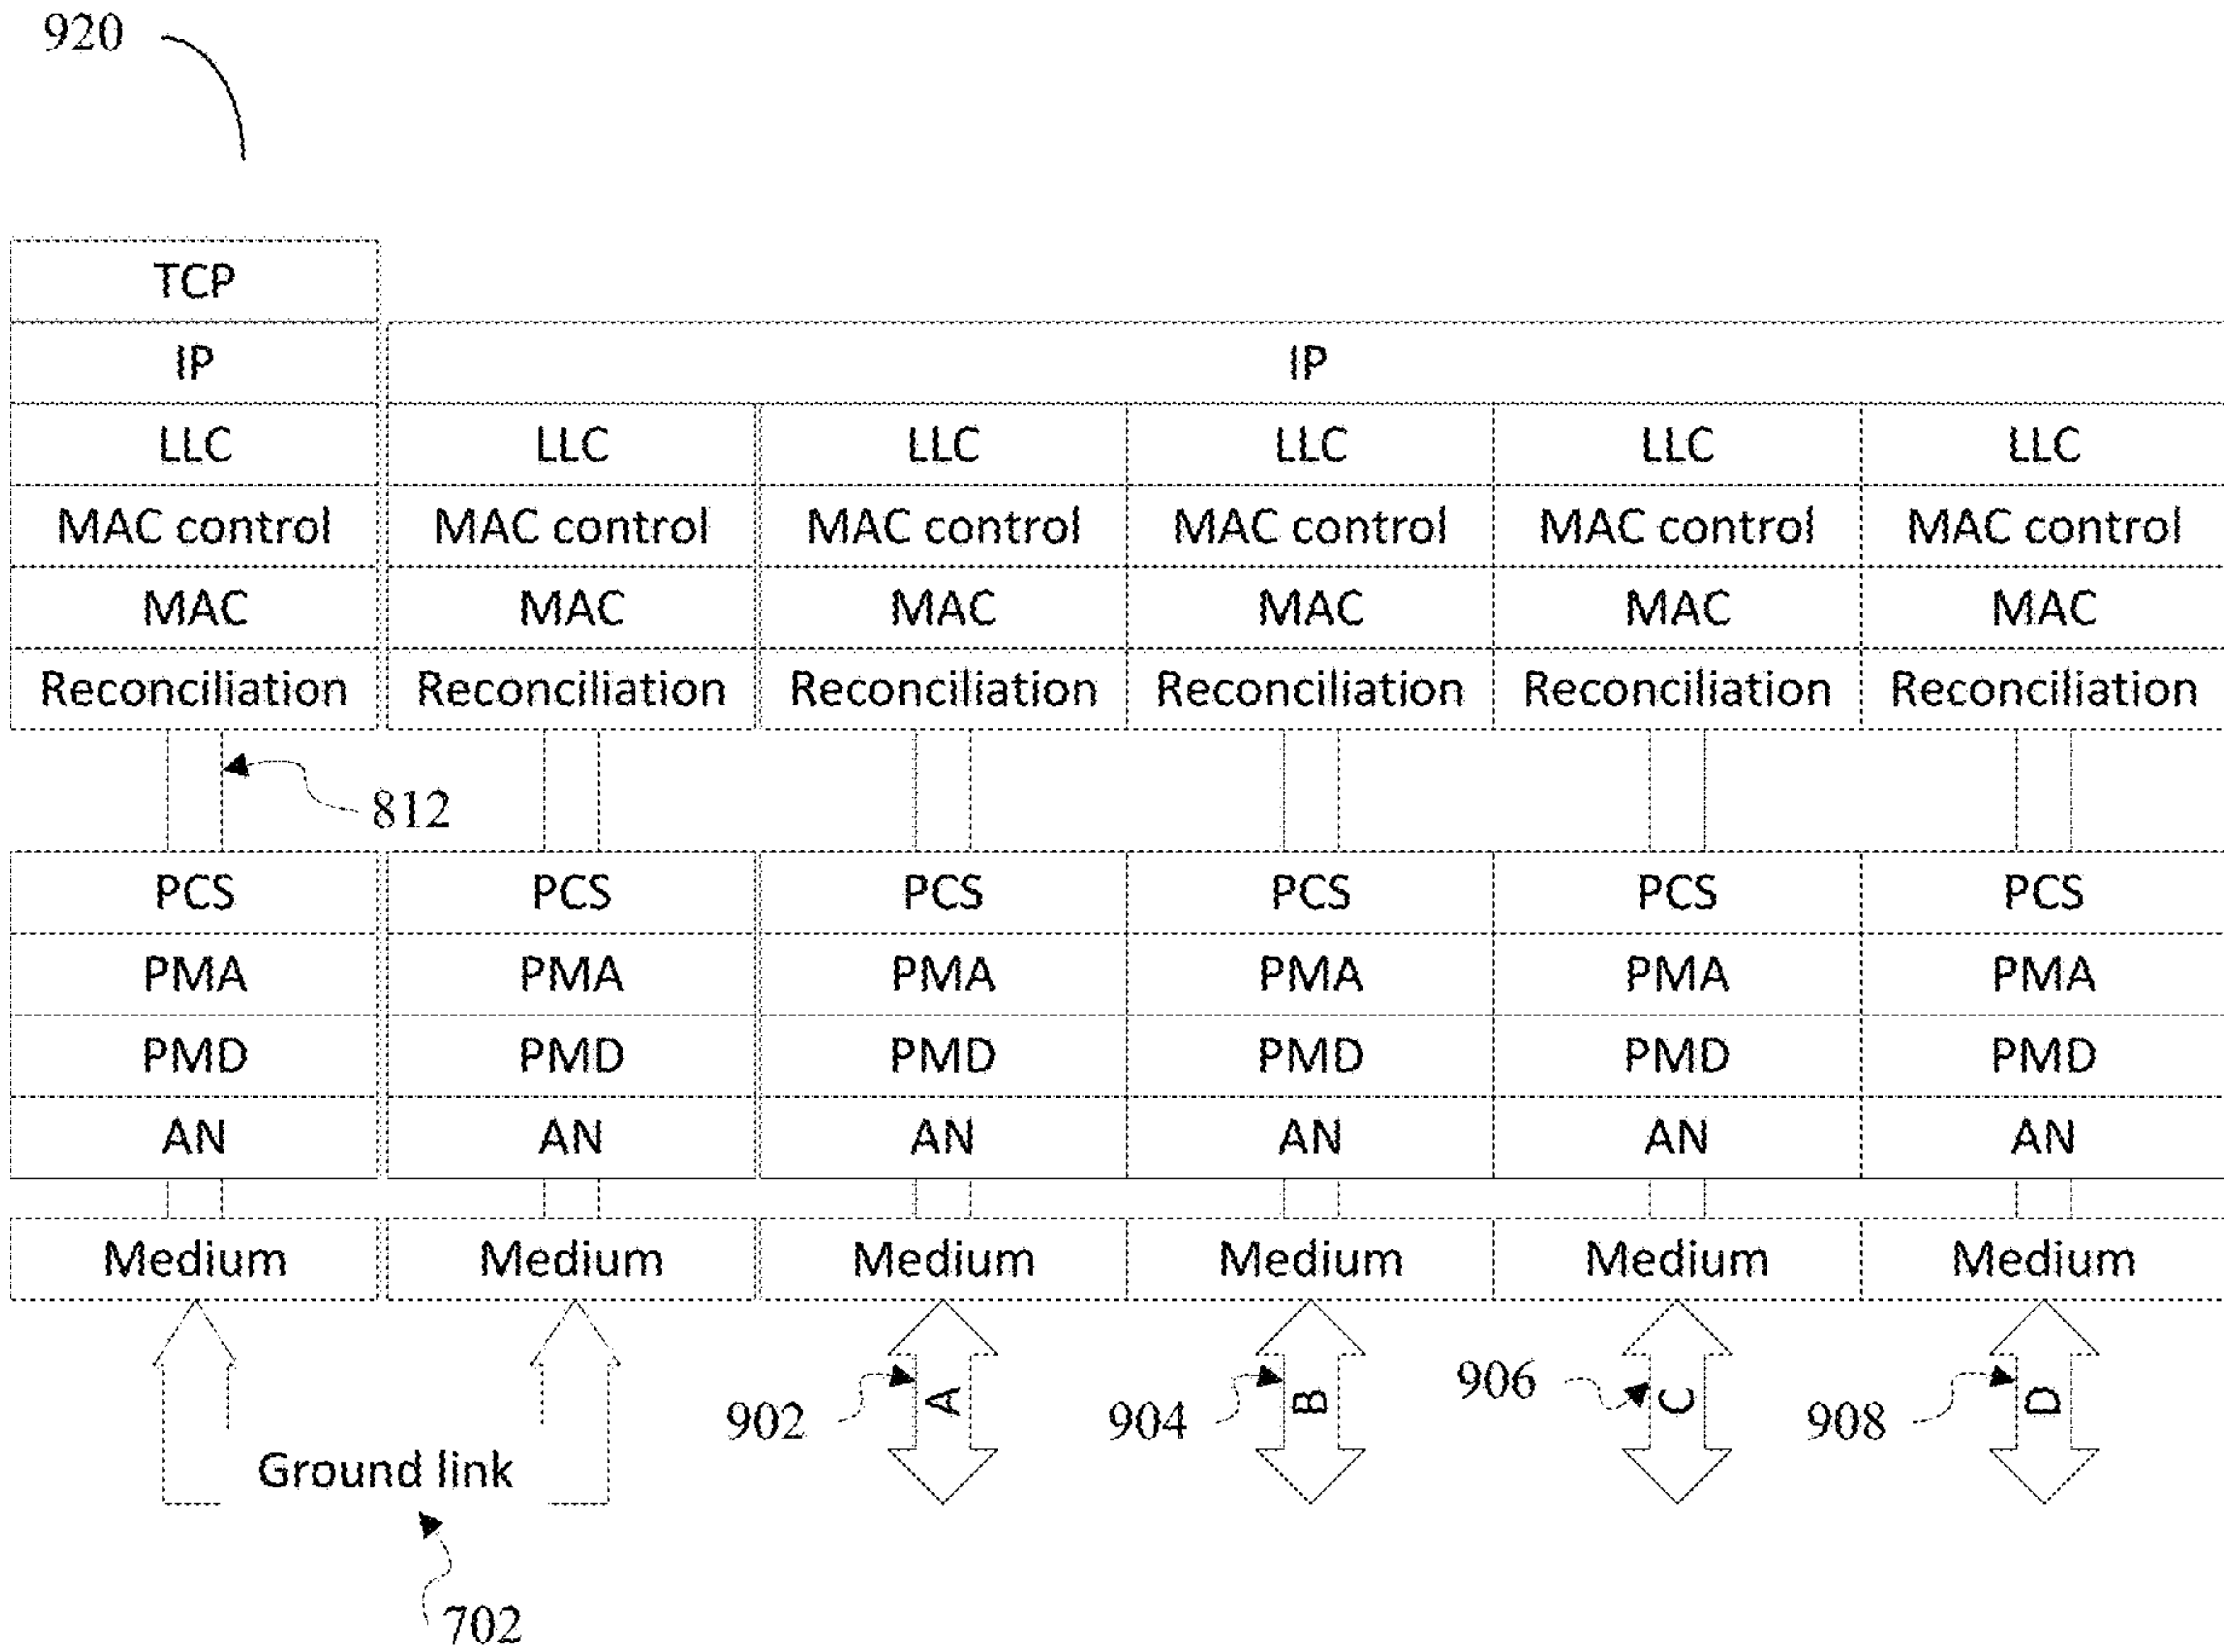 920
TCP
IP IP
LLC LLC LLC LLC LLC LLC
MAC control MAC control MAC control MAC control MAC control MAC control
MAC MAC MAC MAC MAC MAC
Reconciliation Reconciliation Reconciliation Reconciliation Reconciliation Reconciliation
812
PCS PCS PCS PCS PCS PCS
PMA PMA PMA PMA PMA PMA
PMD PMD PMD PMD PMD PMD
AN AN AN AN AN AN
Medium Medium Medium Medium Medium Medium
902 A 904 B 906 C 908 D
Ground link
702